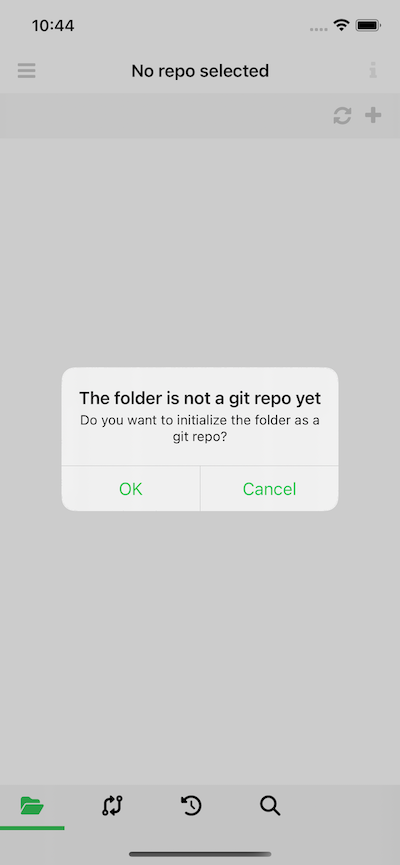 10:44
No repo selected
The folder is not a git repo yet
Do you want to initialize the folder as a
git repo?
OK
Cancel